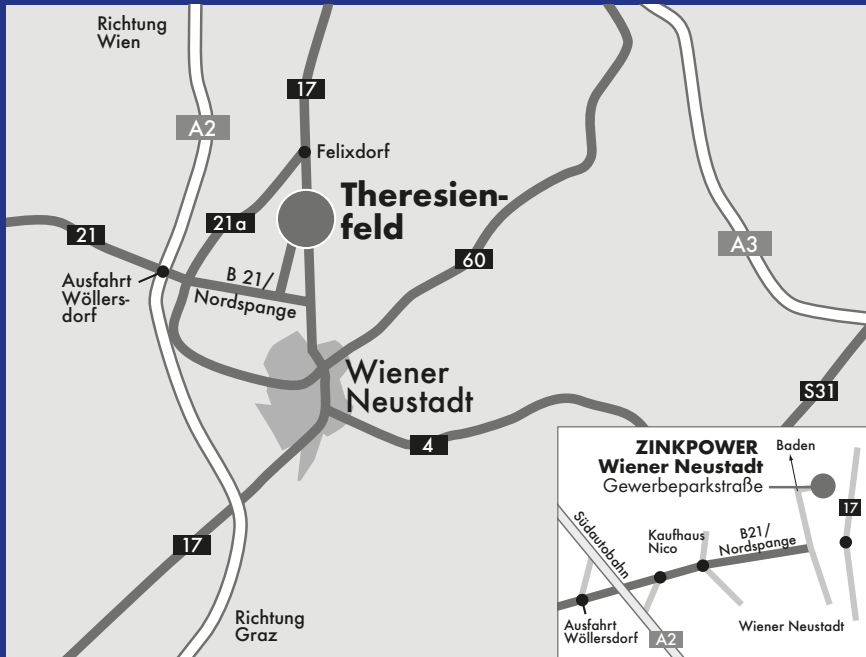 Richtung
Wien
17
A2
Felixdorf
Theresien-
feld
21a
21
60
A3
Ausfahrt
Wöllers-
dorf
B 21/
Nordspange
Wiener
Neustadt
S31
4
17
Richtung
Graz
ZINKPOWER
Wiener Neustadt
Gewerbeparkstraße
Baden
17
Südautobahn
Kaufhaus
Nico
B21/
Nordspange
Ausfahrt
Wöllersdorf
A2
Wiener Neustadt